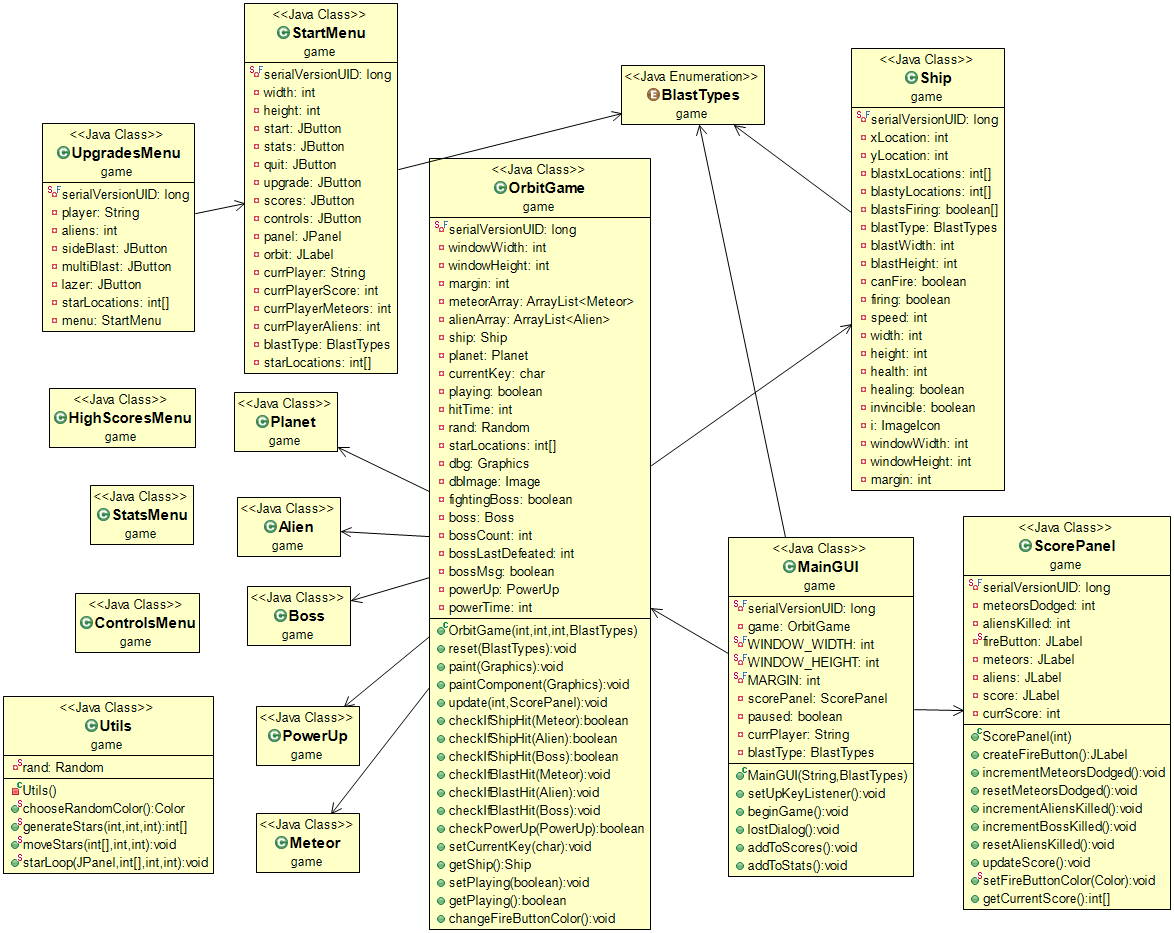 <<Java Class>>
StartMenu
game
serialVersionUID: long
width: int
height: int
start: JButton
stats: JButton
quit: JButton
upgrade: JButton
scores: JButton
controls: JButton
panel: JPanel
orbit: JLabel
currPlayer: String
currPlayerScore: int
currPlayerMeteors: int
currPlayerAliens: int
blastType: BlastTypes
starLocations: int[]
<<Java Enumeration>>
BlastTypes
game
<<Java Class>>
Ship
game
serialVersionUID: long
xLocation: int
yLocation: int
blastxLocations: int[]
blastyLocations: int[]
blastsFiring: boolean[]
blastType: BlastTypes
blastWidth: int
blastHeight: int
canFire: boolean
firing: boolean
speed: int
width: int
height: int
health: int
healing: boolean
invincible: boolean
i: ImageIcon
windowWidth: int
windowHeight: int
margin: int
<<Java Class>>
UpgradesMenu
game
serialVersionUID: long
player: String
aliens: int
sideBlast: JButton
multiBlast: JButton
lazer: JButton
starLocations: int[]
menu: StartMenu
<<Java Class>>
OrbitGame
game
serialVersionUID: long
windowWidth: int
windowHeight: int
margin: int
meteorArray: ArrayList<Meteor>
alienArray: ArrayList<Alien>
ship: Ship
planet: Planet
currentKey: char
playing: boolean
hitTime: int
rand: Random
starLocations: int[]
dbg: Graphics
dbImage: Image
fightingBoss: boolean
boss: Boss
bossCount: int
bossLastDefeated: int
bossMsg: boolean
powerUp: PowerUp
powerTime: int
OrbitGame(int,int,int,BlastTypes)
reset(BlastTypes):void
paint(Graphics):void
paintComponent(Graphics):void
update(int,ScorePanel):void
checkIfShipHit(Meteor):boolean
checkIfShipHit(Alien):boolean
checkIfShipHit(Boss):boolean
checkIfBlastHit(Meteor):void
checkIfBlastHit(Alien):void
checkIfBlastHit(Boss):void
checkPowerUp(PowerUp):boolean
setCurrentKey(char):void
getShip():Ship
setPlaying(boolean):void
getPlaying():boolean
changeFireButtonColor():void
<<Java Class>>
HighScoresMenu
game
<<Java Class>>
Planet
game
<<Java Class>>
StatsMenu
game
<<Java Class>>
Alien
game
<<Java Class>>
ControlsMenu
game
<<Java Class>>
Boss
game
<<Java Class>>
MainGUI
game
serialVersionUID: long
game: OrbitGame
WINDOW_WIDTH: int
WINDOW_HEIGHT: int
MARGIN: int
scorePanel: ScorePanel
paused: boolean
currPlayer: String
blastType: BlastTypes
MainGUI(String,BlastTypes)
setUpKeyListener():void
beginGame():void
lostDialog():void
addToScores():void
addToStats():void
<<Java Class>>
ScorePanel
game
serialVersionUID: long
meteorsDodged: int
aliensKilled: int
fireButton: JLabel
meteors: JLabel
aliens: JLabel
score: JLabel
currScore: int
ScorePanel(int)
createFireButton():JLabel
incrementMeteorsDodged():void
resetMeteorsDodged():void
incrementAliensKilled():void
incrementBossKilled():void
resetAliensKilled():void
updateScore():void
setFireButtonColor(Color):void
getCurrentScore():int[]
<<Java Class>>
Utils
game
rand: Random
Utils()
chooseRandomColor():Color
generateStars(int,int,int):int[]
moveStars(int[],int,int):void
starLoop(JPanel,int[],int,int):void
<<Java Class>>
PowerUp
game
<<Java Class>>
Meteor
game